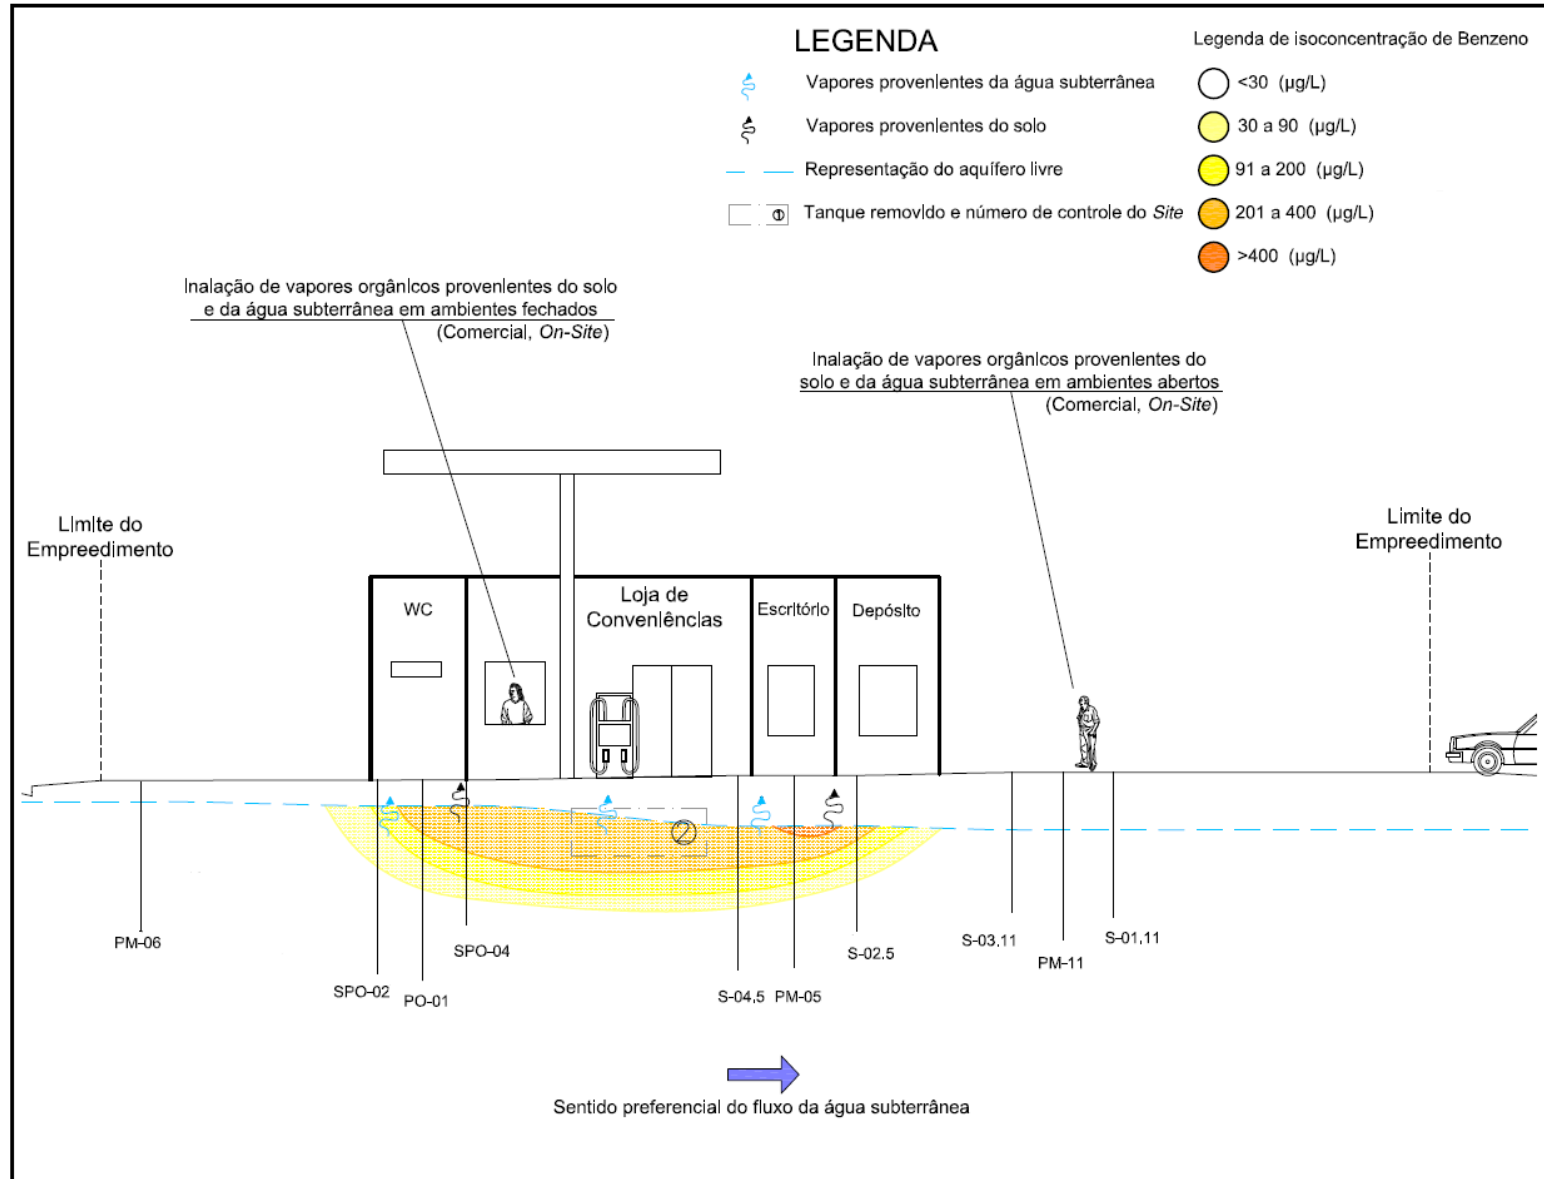 LEGENDA
Vapores provenientes da água subterrânea
Vapores provenientes do solo
Representação do aquífero livre
① Tanque removido e número de controle do Site
Legenda de isoconcentração de Benzeno
<30 (µg/L)
30 a 90 (µg/L)
91 a 200 (µg/L)
201 a 400 (µg/L)
>400 (µg/L)
Inalação de vapores orgânicos provenientes do solo
e da água subterrânea em ambientes fechados
(Comercial, On-Site)
Inalação de vapores orgânicos provenientes do
solo e da água subterrânea em ambientes abertos
(Comercial, On-Site)
Limite do
Empreedimento
Limite do
Empreedimento
WC
Loja de
Conveniências
Escritório
Depósito
②
PM-06
SPO-02
PO-01
SPO-04
S-04.5
PM-05
S-02.5
S-03.11
PM-11
S-01.11
Sentido preferencial do fluxo da água subterrânea